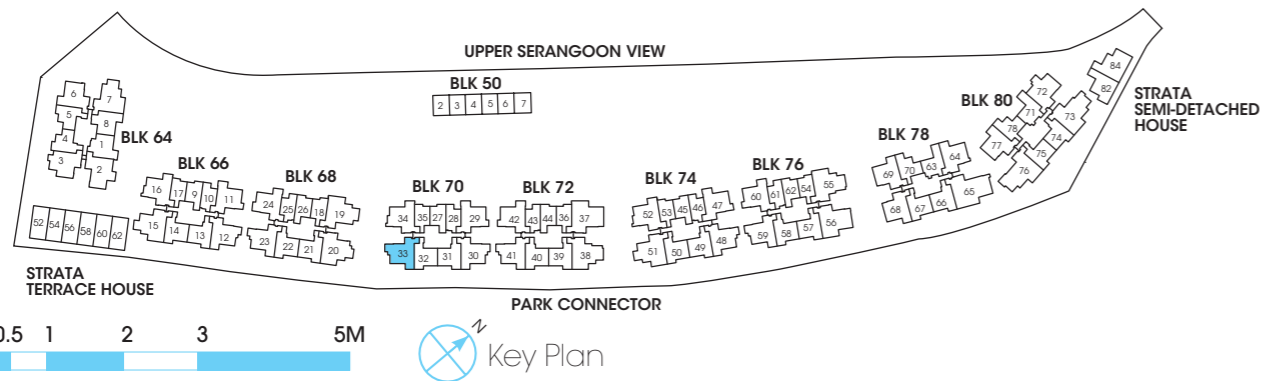 UPPER SERANGOON VIEW
BLK 50
2 3 4 5 6 7
84
82
STRATA
SEMI-DETACHED
HOUSE
BLK 64
6 7
5 8
4 1
3 2
BLK 66
16 17 9 10 11
15 14 13 12
BLK 68
24 25 26 18 19
23 22 21 20
BLK 70
34 35 27 28 29
33 32 31 30
BLK 72
42 43 44 36 37
41 40 39 38
BLK 74
52 53 45 46 47
51 50 49 48
BLK 76
60 61 62 54 55
59 58 57 56
BLK 78
69 70 63 64
68 67 66 65
BLK 80
72
71 73
78 74
77 75
76
52 54 56 58 60 62
STRATA
TERRACE HOUSE
PARK CONNECTOR
0.5 1 2 3 5M
N
Key Plan